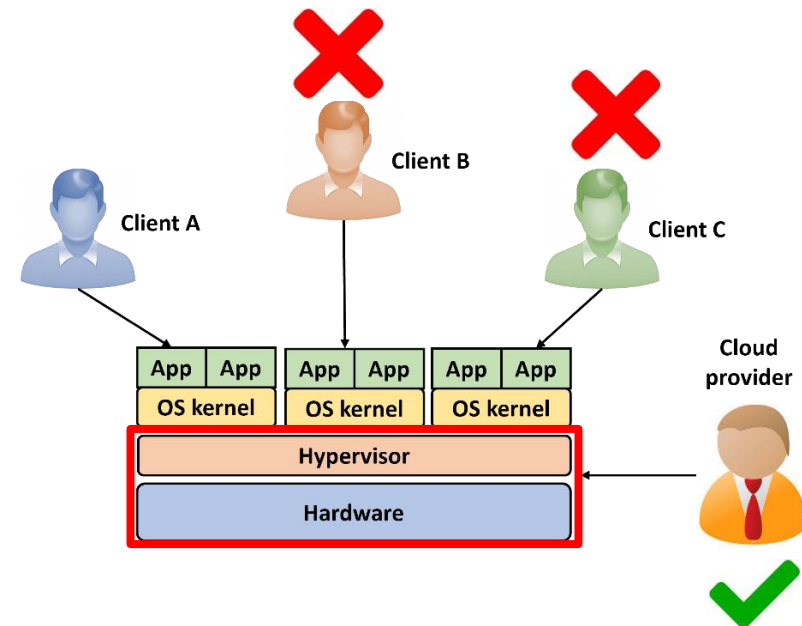 Client B
Client A
Client C
Cloud
provider
App App App App App App
OS kernel OS kernel OS kernel
Hypervisor
Hardware